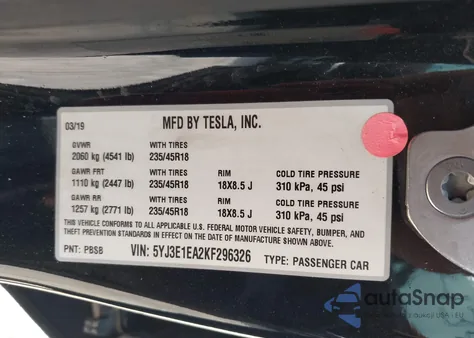 03/19 MFD BY TESLA, INC.
GVWR WITH TIRES
2060 kg (4541 lb) 235/45R18
GAWR FRT WITH TIRES RIM COLD TIRE PRESSURE
1110 kg (2447 lb) 235/45R18 18X8.5 J 310 kPa, 45 psi
GAWR RR WITH TIRES RIM COLD TIRE PRESSURE
1257 kg (2771 lb) 235/45R18 18X8.5 J 310 kPa, 45 psi
THIS VEHICLE CONFORMS TO ALL APPLICABLE U.S. FEDERAL MOTOR VEHICLE SAFETY, BUMPER, AND
THEFT PREVENTION STANDARDS IN EFFECT ON THE DATE OF MANUFACTURE SHOWN ABOVE.
PNT: PBSB VIN: 5YJ3E1EA2KF296326 TYPE: PASSENGER CAR
autoSnap